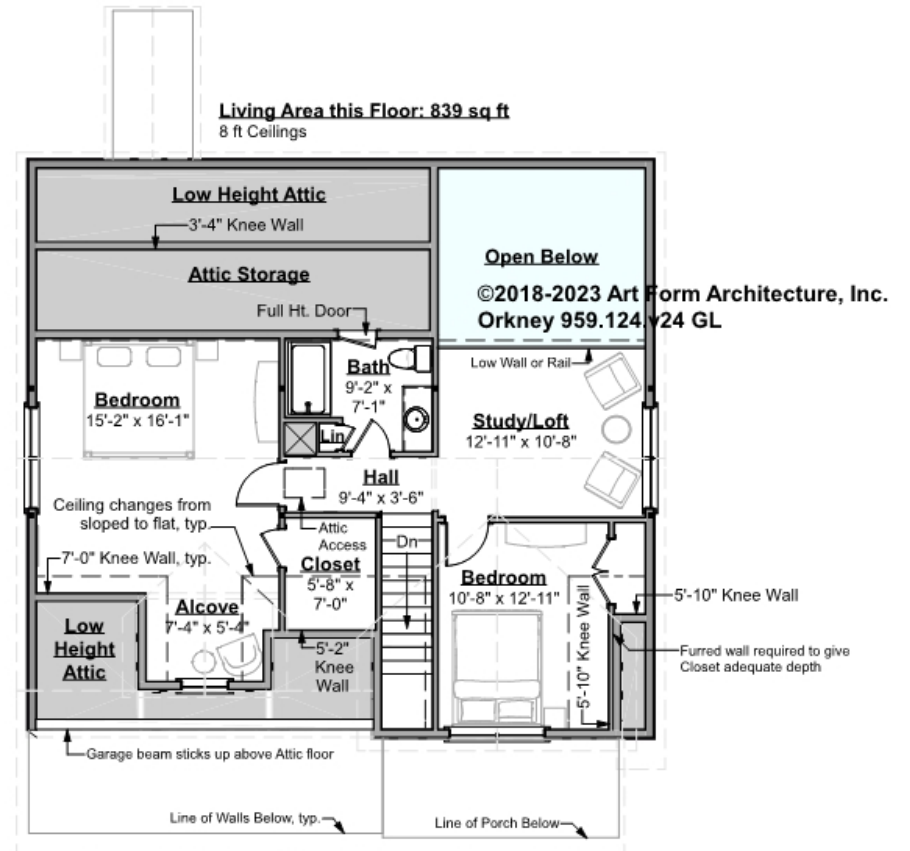 Living Area this Floor: 839 sq ft
8 ft Ceilings
Low Height Attic
3'-4" Knee Wall
Attic Storage
Open Below
©2018-2023 Art Form Architecture, Inc.
Orkney 959.124.v24 GL
Full Ht. Door
Low Wall or Rail
Bath
9'-2" x
7'-1"
Bedroom
15'-2" x 16'-1"
Study/Loft
12'-11" x 10'-8"
Lin
Hall
9'-4" x 3'-6"
Ceiling changes from
sloped to flat, typ.
Attic
Access
Dn
7'-0" Knee Wall, typ.
Closet
5'-8" x
7'-0"
Bedroom
10'-8" x 12'-11"
5'-10" Knee Wall
5'-10" Knee Wall
Alcove
7'-4" x 5'-4"
Low
Height
Attic
5'-2"
Knee
Wall
Furred wall required to give
Closet adequate depth
Garage beam sticks up above Attic floor
Line of Walls Below, typ.
Line of Porch Below